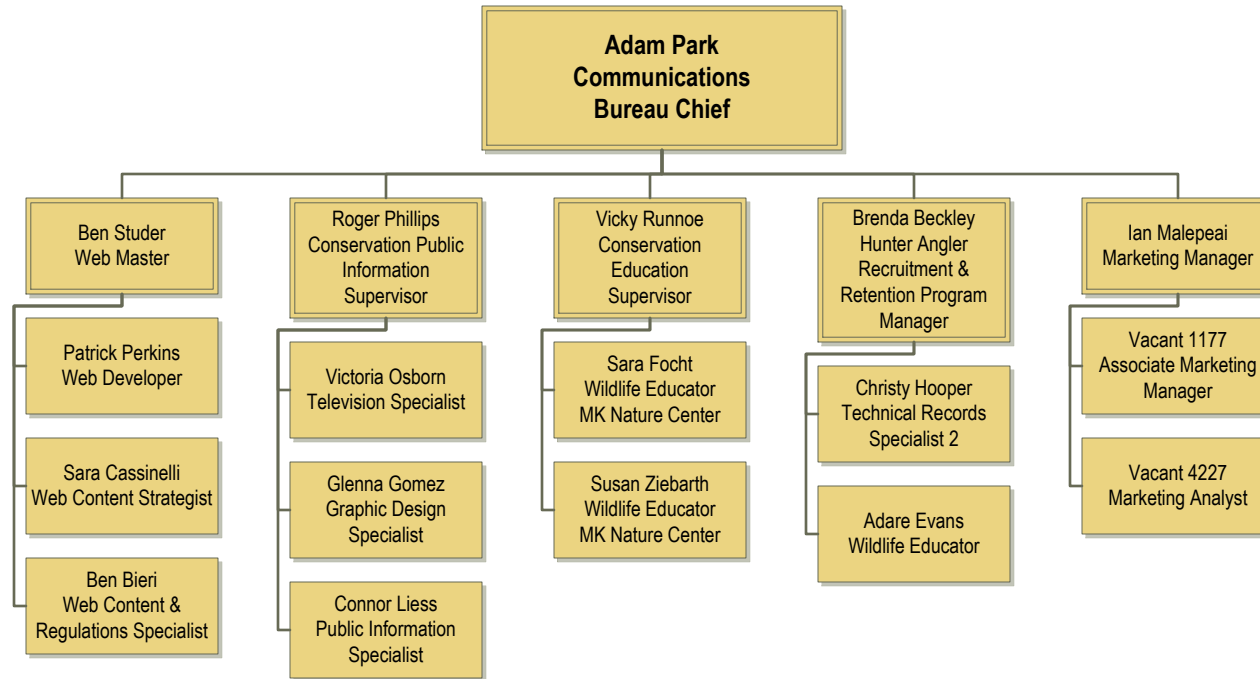 Adam Park
Communications
Bureau Chief
Ben Studer
Web Master
Patrick Perkins
Web Developer
Sara Cassinelli
Web Content Strategist
Ben Bieri
Web Content &
Regulations Specialist
Roger Phillips
Conservation Public
Information
Supervisor
Victoria Osborn
Television Specialist
Glenna Gomez
Graphic Design
Specialist
Connor Liess
Public Information
Specialist
Vicky Runnoe
Conservation
Education
Supervisor
Sara Focht
Wildlife Educator
MK Nature Center
Susan Ziebarth
Wildlife Educator
MK Nature Center
Brenda Beckley
Hunter Angler
Recruitment &
Retention Program
Manager
Christy Hooper
Technical Records
Specialist 2
Adare Evans
Wildlife Educator
Ian Malepeai
Marketing Manager
Vacant 1177
Associate Marketing
Manager
Vacant 4227
Marketing Analyst